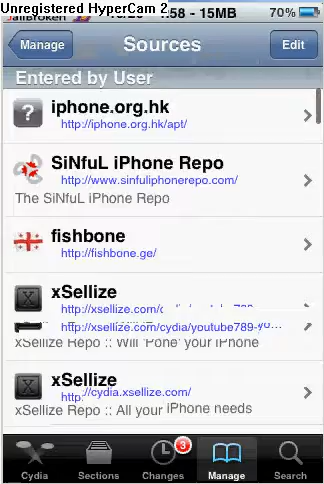 Unregistered HyperCam 2
1:58 - 15MB
70%
Manage
Sources
Edit
Entered by User
iphone.org.hk
http://iphone.org.hk/apt/
SiNfuL iPhone Repo
http://www.sinfuliphonerepo.com/
The SiNfuL iPhone Repo
fishbone
http://fishbone.ge/
xSellize
http://xsellize.com/cydia/youtube789-yo...
xSellize Repo :: Will 'Pone' your iPhone
xSellize
http://cydia.xsellize.com/
xSellize Repo :: All your iPhone needs
3
Cydia
Sections
Changes
Manage
Search